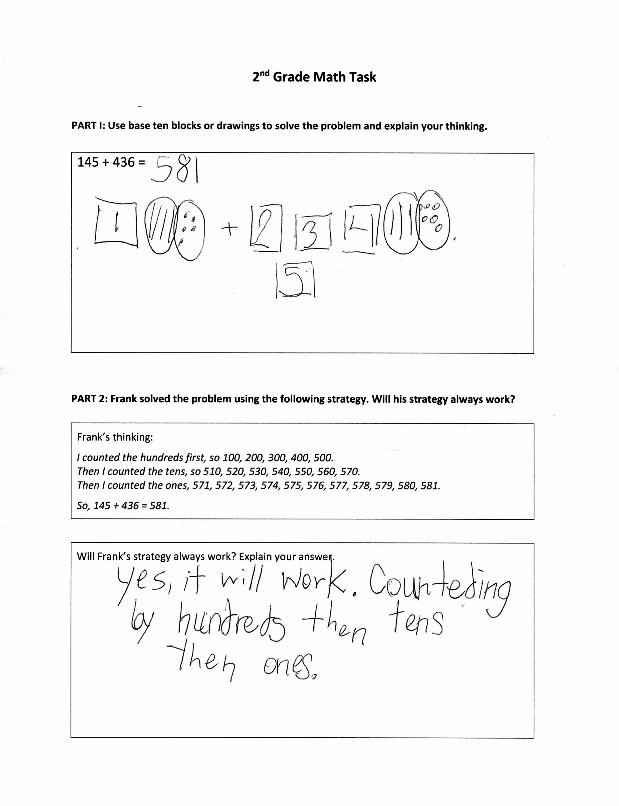 2nd Grade Math Task
PART I: Use base ten blocks or drawings to solve the problem and explain your thinking.
145 + 436 = 581
1 + 2 3 4
5
PART 2: Frank solved the problem using the following strategy. Will his strategy always work?
Frank's thinking:
I counted the hundreds first, so 100, 200, 300, 400, 500.
Then I counted the tens, so 510, 520, 530, 540, 550, 560, 570.
Then I counted the ones, 571, 572, 573, 574, 575, 576, 577, 578, 579, 580, 581.
So, 145 + 436 = 581.
Will Frank's strategy always work? Explain your answer.
Yes, it will work. Counteding
by hundreds then tens
then ones.